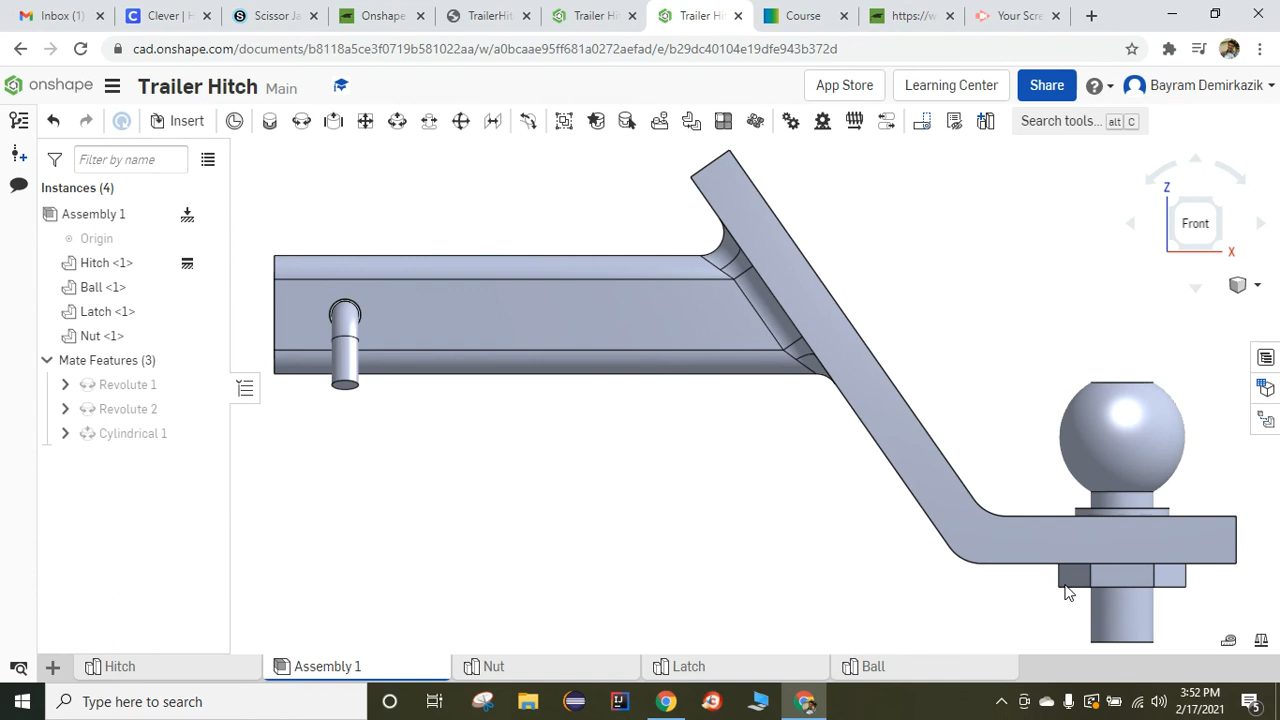 Inbox (1)
Clever | H
Scissor Ja
Onshape
TrailerHit
Trailer Hi
Trailer Hi
Course
https://w
Your Scre
cad.onshape.com/documents/b8118a5ce3f0719b581022aa/w/a0bcaae95ff681a0272aefad/e/b29dc40104e19dfe943b372d
onshape
Trailer Hitch Main
App Store
Learning Center
Share
Bayram Demirkazik
Insert
Search tools... alt C
Filter by name
Instances (4)
Assembly 1
Origin
Hitch <1>
Ball <1>
Latch <1>
Nut <1>
Mate Features (3)
Revolute 1
Revolute 2
Cylindrical 1
Z
Front
X
Hitch
Assembly 1
Nut
Latch
Ball
Type here to search
3:52 PM
2/17/2021
5